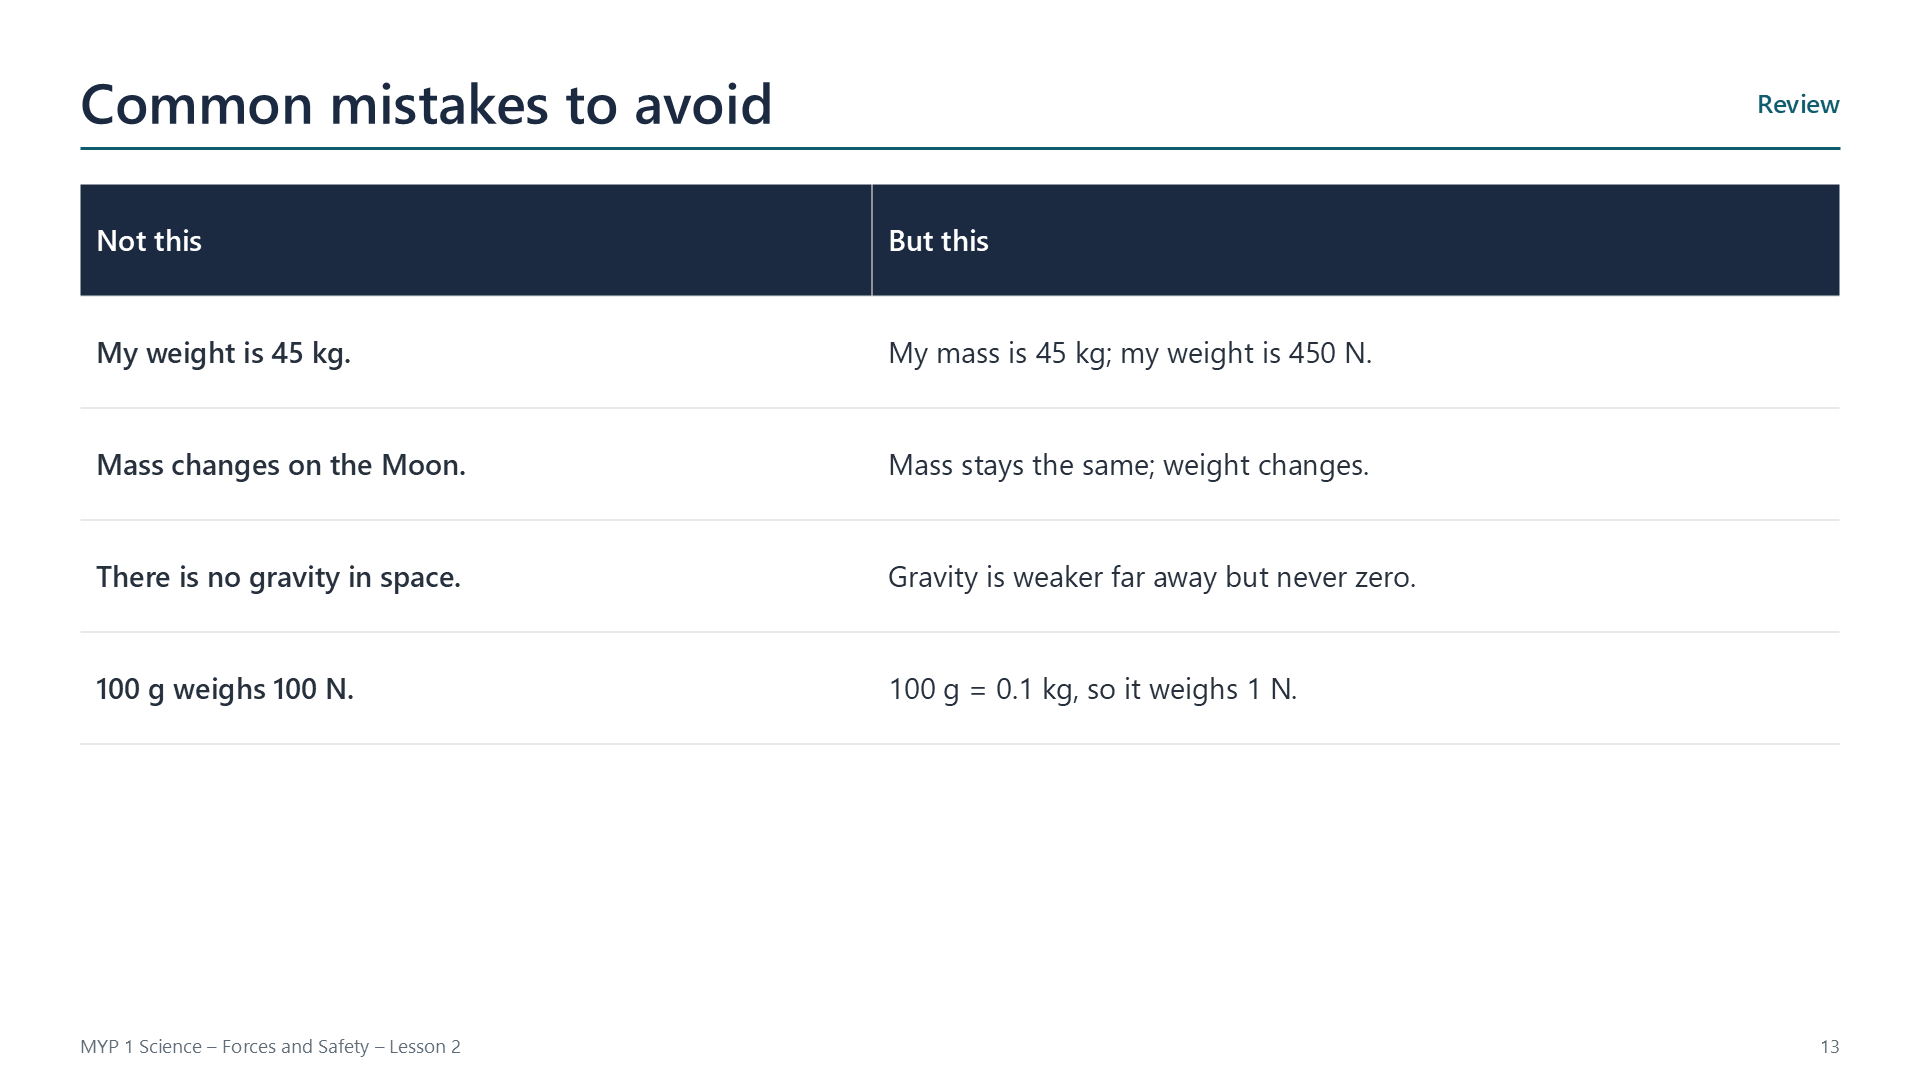 Common mistakes to avoid
Review
Not this
But this
My weight is 45 kg.
My mass is 45 kg; my weight is 450 N.
Mass changes on the Moon.
Mass stays the same; weight changes.
There is no gravity in space.
Gravity is weaker far away but never zero.
100 g weighs 100 N.
100 g = 0.1 kg, so it weighs 1 N.
MYP 1 Science – Forces and Safety – Lesson 2
13